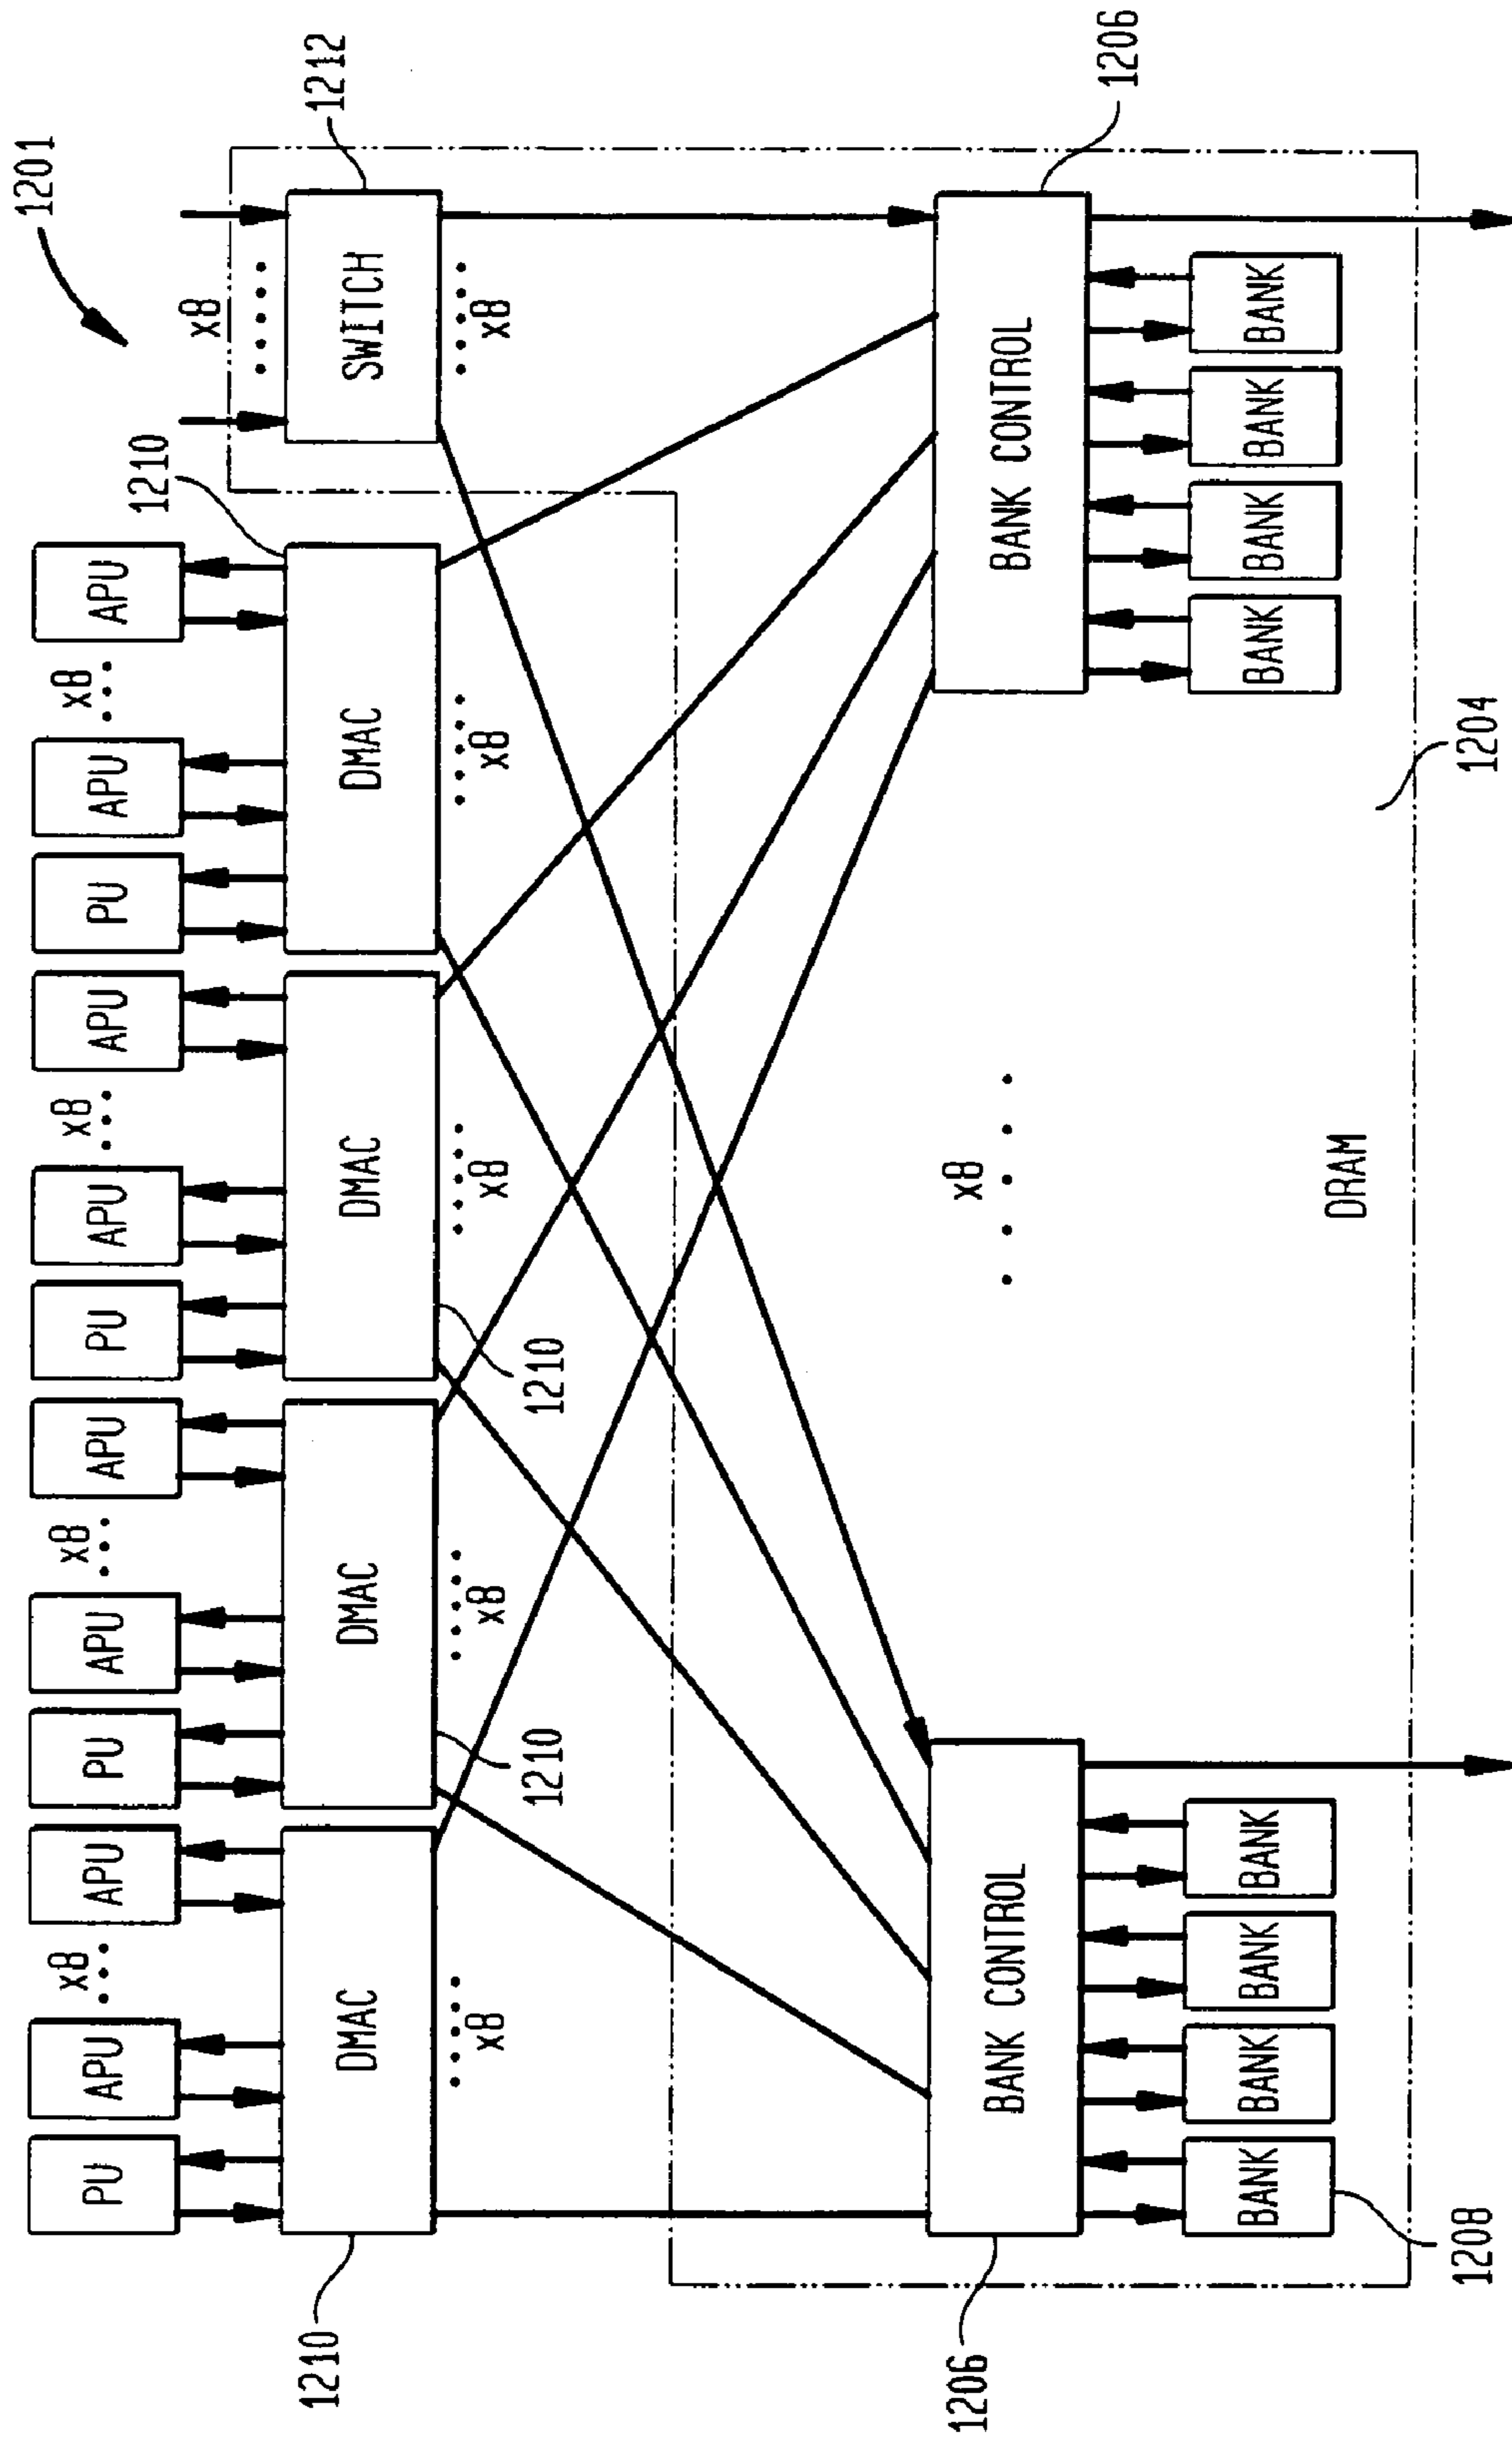 1201
PU
APU
x8
APU
PU
APU
x8
APU
PU
APU
x8
APU
PU
APU
x8
APU
x8
1210
1212
DMAC
DMAC
DMAC
DMAC
SWITCH
1210
x8
x8
x8
x8
x8
1210
1210
1206
BANK CONTROL
x8
BANK CONTROL
1206
BANK
BANK
BANK
BANK
BANK
BANK
BANK
BANK
DRAM
1208
1204